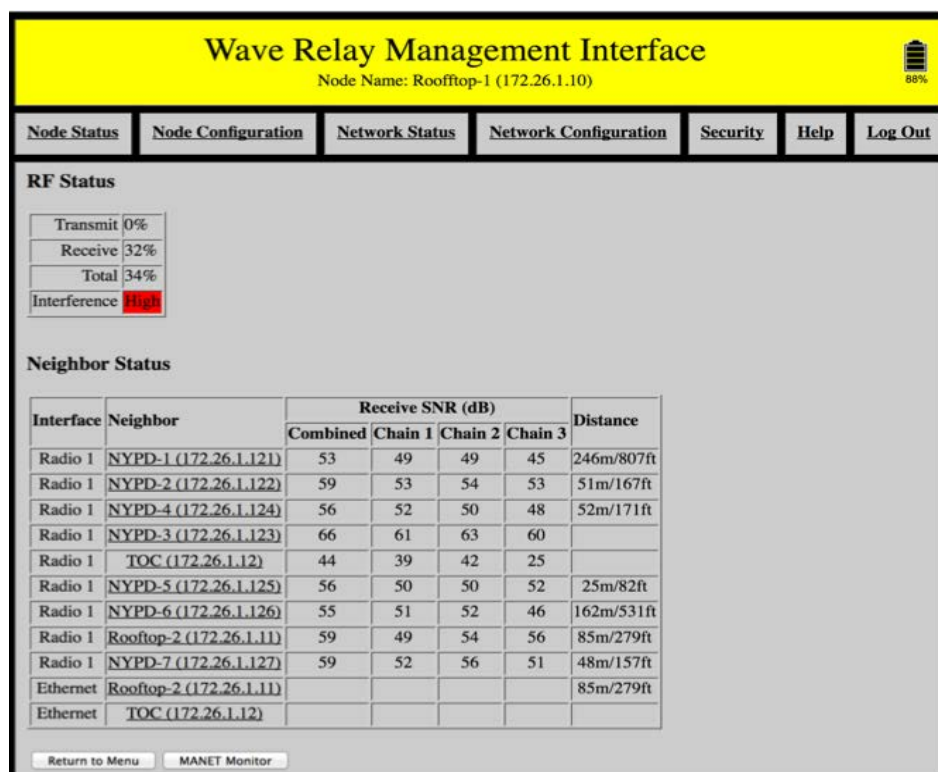 Wave Relay Management Interface
Node Name: Roofftop-1 (172.26.1.10)
88%
Node Status Node Configuration Network Status Network Configuration Security Help Log Out
RF Status
Transmit 0%
Receive 32%
Total 34%
Interference High
Neighbor Status
Interface Neighbor Receive SNR (dB) Distance
Combined Chain 1 Chain 2 Chain 3
Radio 1 NYPD-1 (172.26.1.121) 53 49 49 45 246m/807ft
Radio 1 NYPD-2 (172.26.1.122) 59 53 54 53 51m/167ft
Radio 1 NYPD-4 (172.26.1.124) 56 52 50 48 52m/171ft
Radio 1 NYPD-3 (172.26.1.123) 66 61 63 60
Radio 1 TOC (172.26.1.12) 44 39 42 25
Radio 1 NYPD-5 (172.26.1.125) 56 50 50 52 25m/82ft
Radio 1 NYPD-6 (172.26.1.126) 55 51 52 46 162m/531ft
Radio 1 Rooftop-2 (172.26.1.11) 59 49 54 56 85m/279ft
Radio 1 NYPD-7 (172.26.1.127) 59 52 56 51 48m/157ft
Ethernet Rooftop-2 (172.26.1.11) 85m/279ft
Ethernet TOC (172.26.1.12)
Return to Menu MANET Monitor